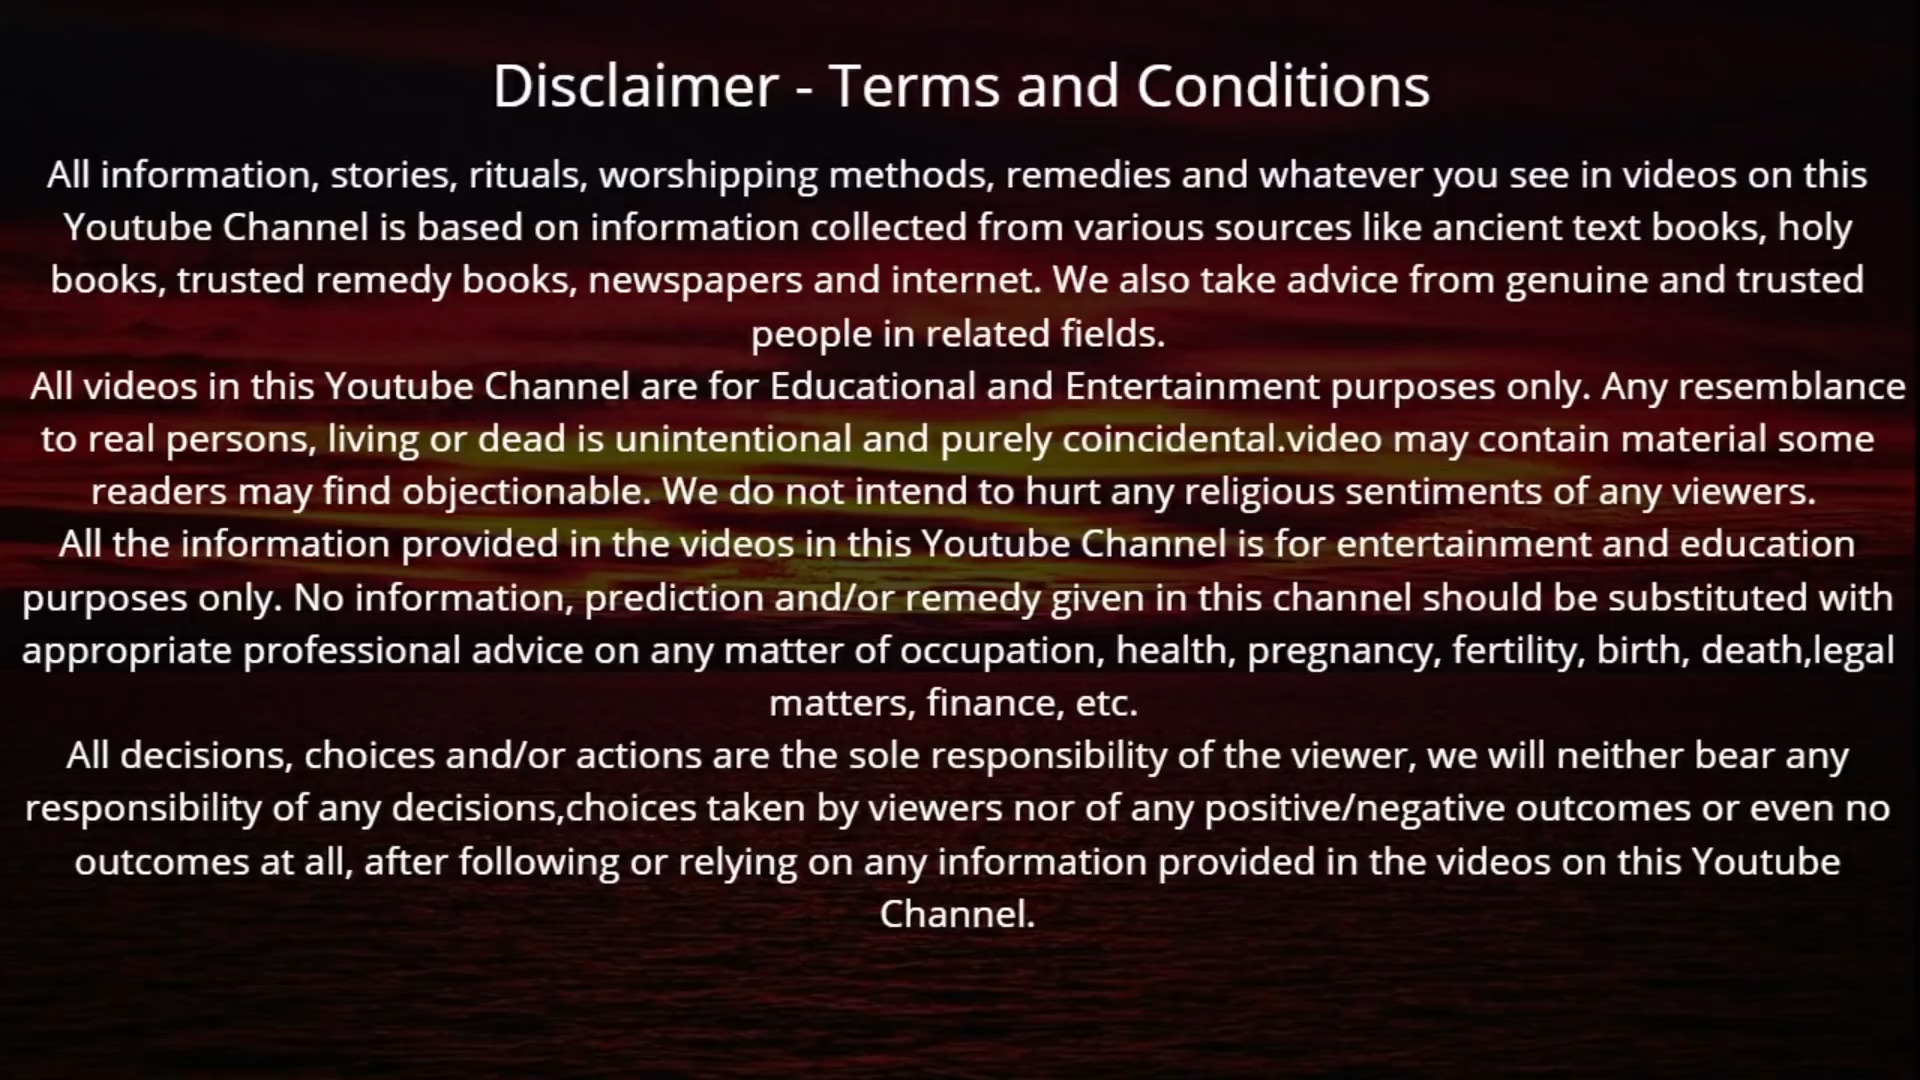 Disclaimer - Terms and Conditions
All information, stories, rituals, worshipping methods, remedies and whatever you see in videos on this
Youtube Channel is based on information collected from various sources like ancient text books, holy
books, trusted remedy books, newspapers and internet. We also take advice from genuine and trusted
people in related fields.
All videos in this Youtube Channel are for Educational and Entertainment purposes only. Any resemblance
to real persons, living or dead is unintentional and purely coincidental.video may contain material some
readers may find objectionable. We do not intend to hurt any religious sentiments of any viewers.
All the information provided in the videos in this Youtube Channel is for entertainment and education
purposes only. No information, prediction and/or remedy given in this channel should be substituted with
appropriate professional advice on any matter of occupation, health, pregnancy, fertility, birth, death,legal
matters, finance, etc.
All decisions, choices and/or actions are the sole responsibility of the viewer, we will neither bear any
responsibility of any decisions,choices taken by viewers nor of any positive/negative outcomes or even no
outcomes at all, after following or relying on any information provided in the videos on this Youtube
Channel.